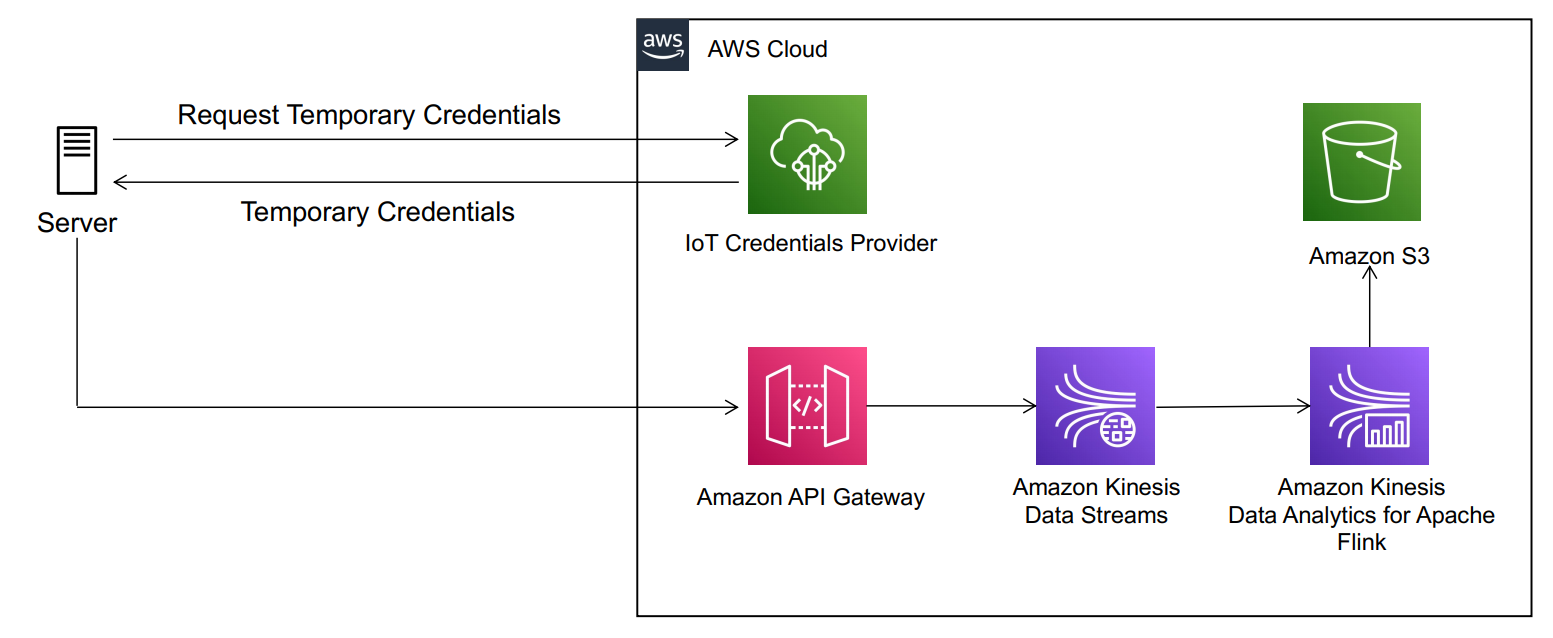 aws
AWS Cloud
Request Temporary Credentials
Server
Temporary Credentials
IoT Credentials Provider
Amazon S3
Amazon API Gateway
Amazon Kinesis
Data Streams
Amazon Kinesis
Data Analytics for Apache
Flink